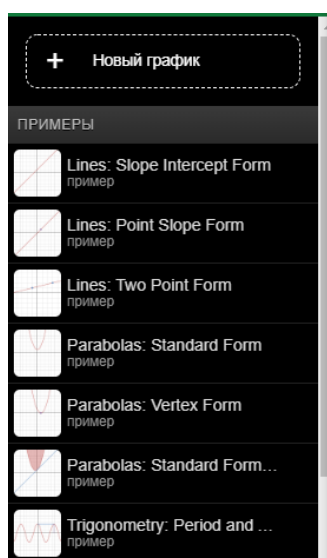 + Новый график
ПРИМЕРЫ
Lines: Slope Intercept Form
пример
Lines: Point Slope Form
пример
Lines: Two Point Form
пример
Parabolas: Standard Form
пример
Parabolas: Vertex Form
пример
Parabolas: Standard Form...
пример
Trigonometry: Period and ...
пример